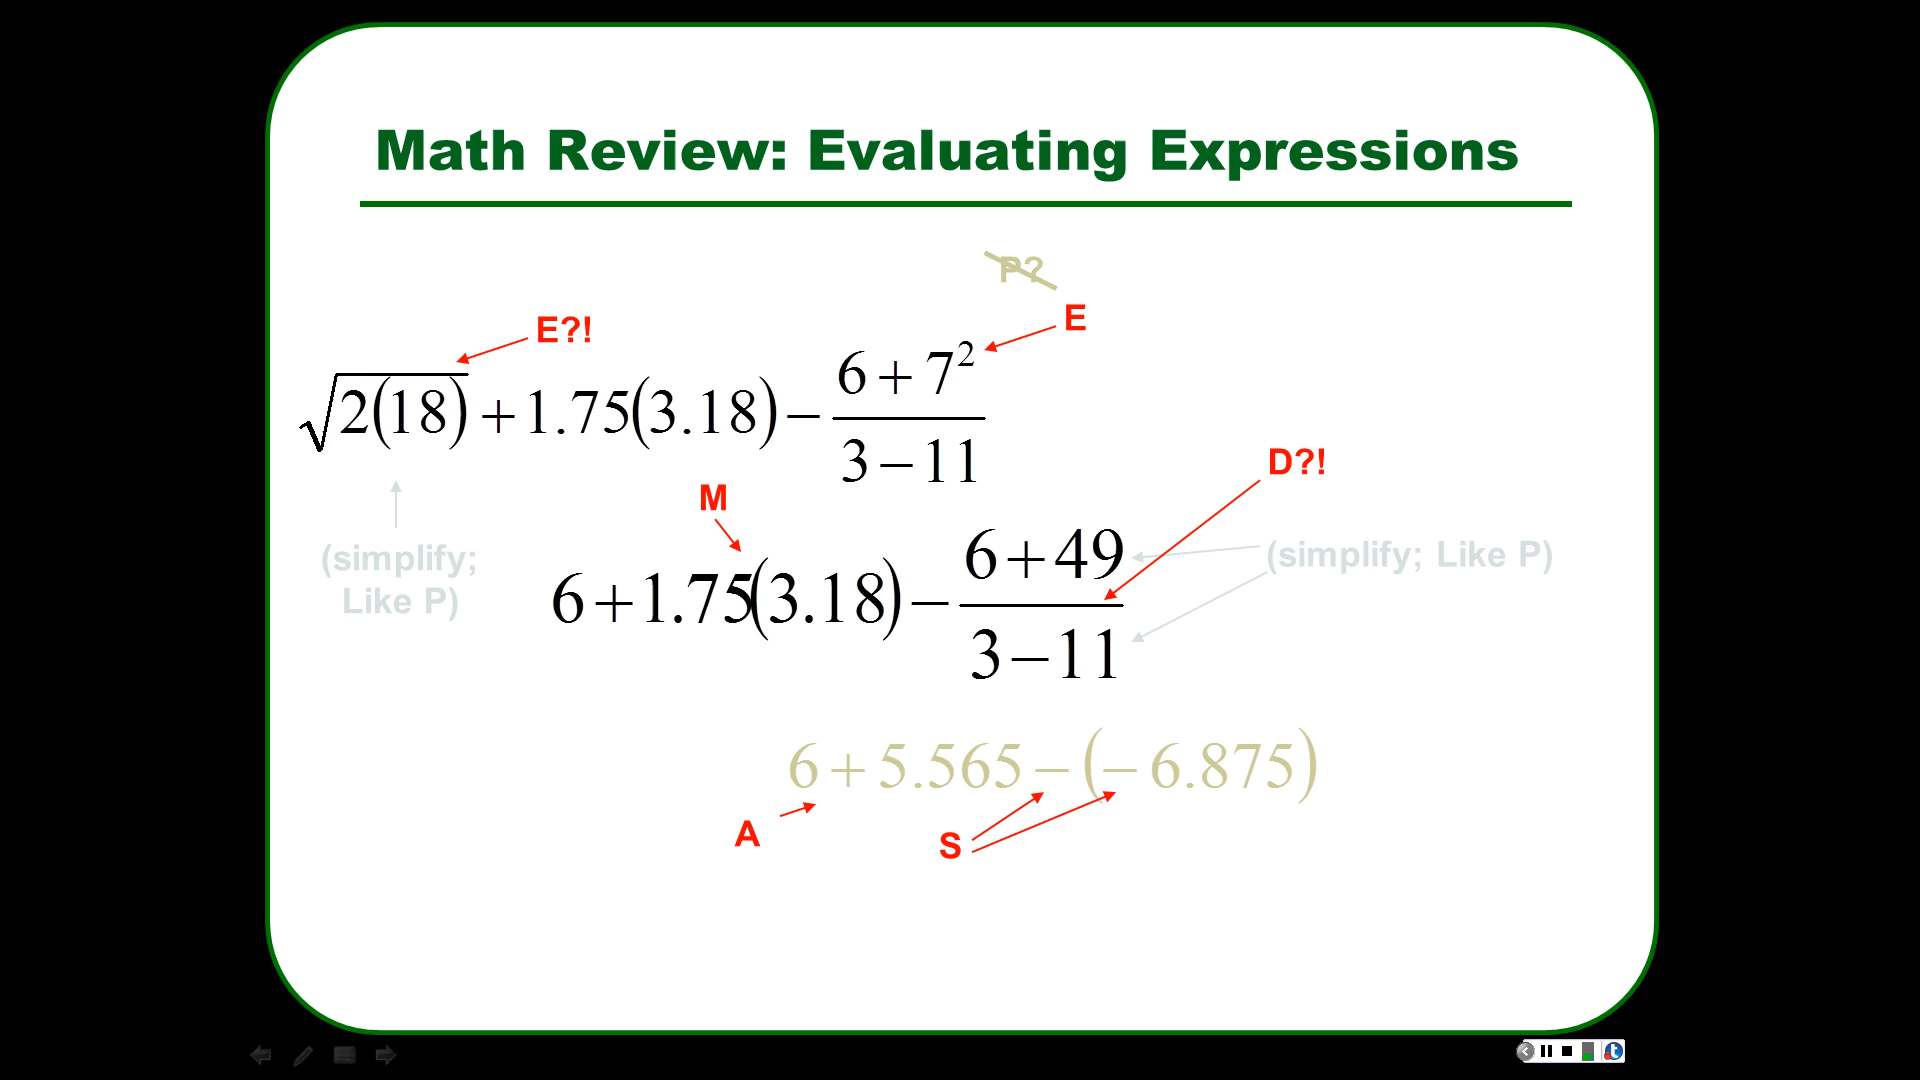 Math Review: Evaluating Expressions
P?
E?!
E
√2(18) + 1.75(3.18) − (6 + 7²)/(3 − 11)
D?!
M
(simplify;
Like P)
6 + 1.75(3.18) − (6 + 49)/(3 − 11)
(simplify; Like P)
6 + 5.565 − (− 6.875)
A
S